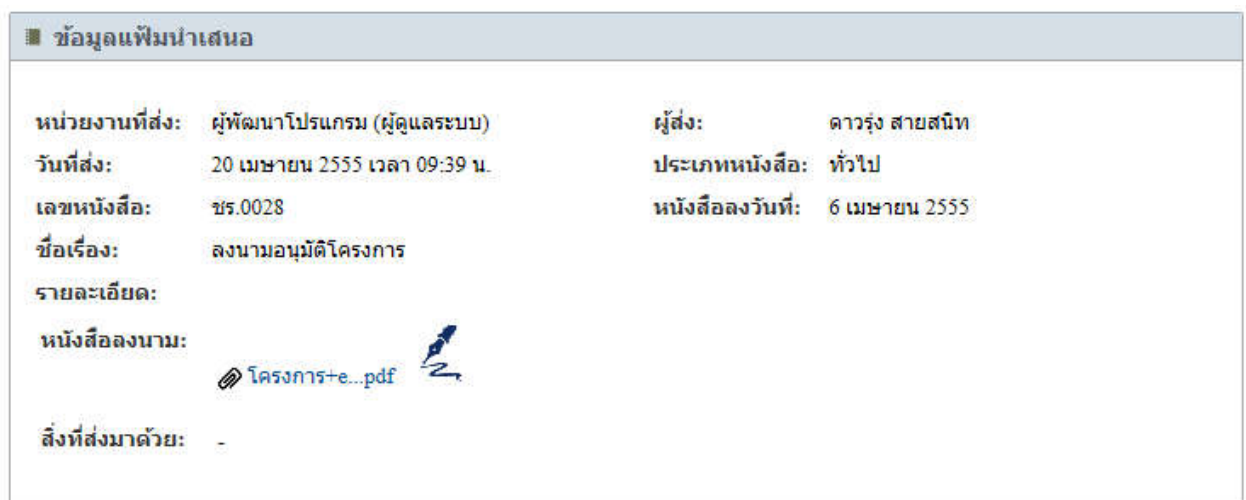 ข้อมูลแฟ้มนำเสนอ
หน่วยงานที่ส่ง: ผู้พัฒนาโปรแกรม (ผู้ดูแลระบบ) ผู้ส่ง: ดาวรุ่ง สายสนิท
วันที่ส่ง: 20 เมษายน 2555 เวลา 09:39 น. ประเภทหนังสือ: ทั่วไป
เลขหนังสือ: ชร.0028 หนังสือลงวันที่: 6 เมษายน 2555
ชื่อเรื่อง: ลงนามอนุมัติโครงการ
รายละเอียด:
หนังสือลงนาม:
โครงการ+e...pdf
สิ่งที่ส่งมาด้วย: -